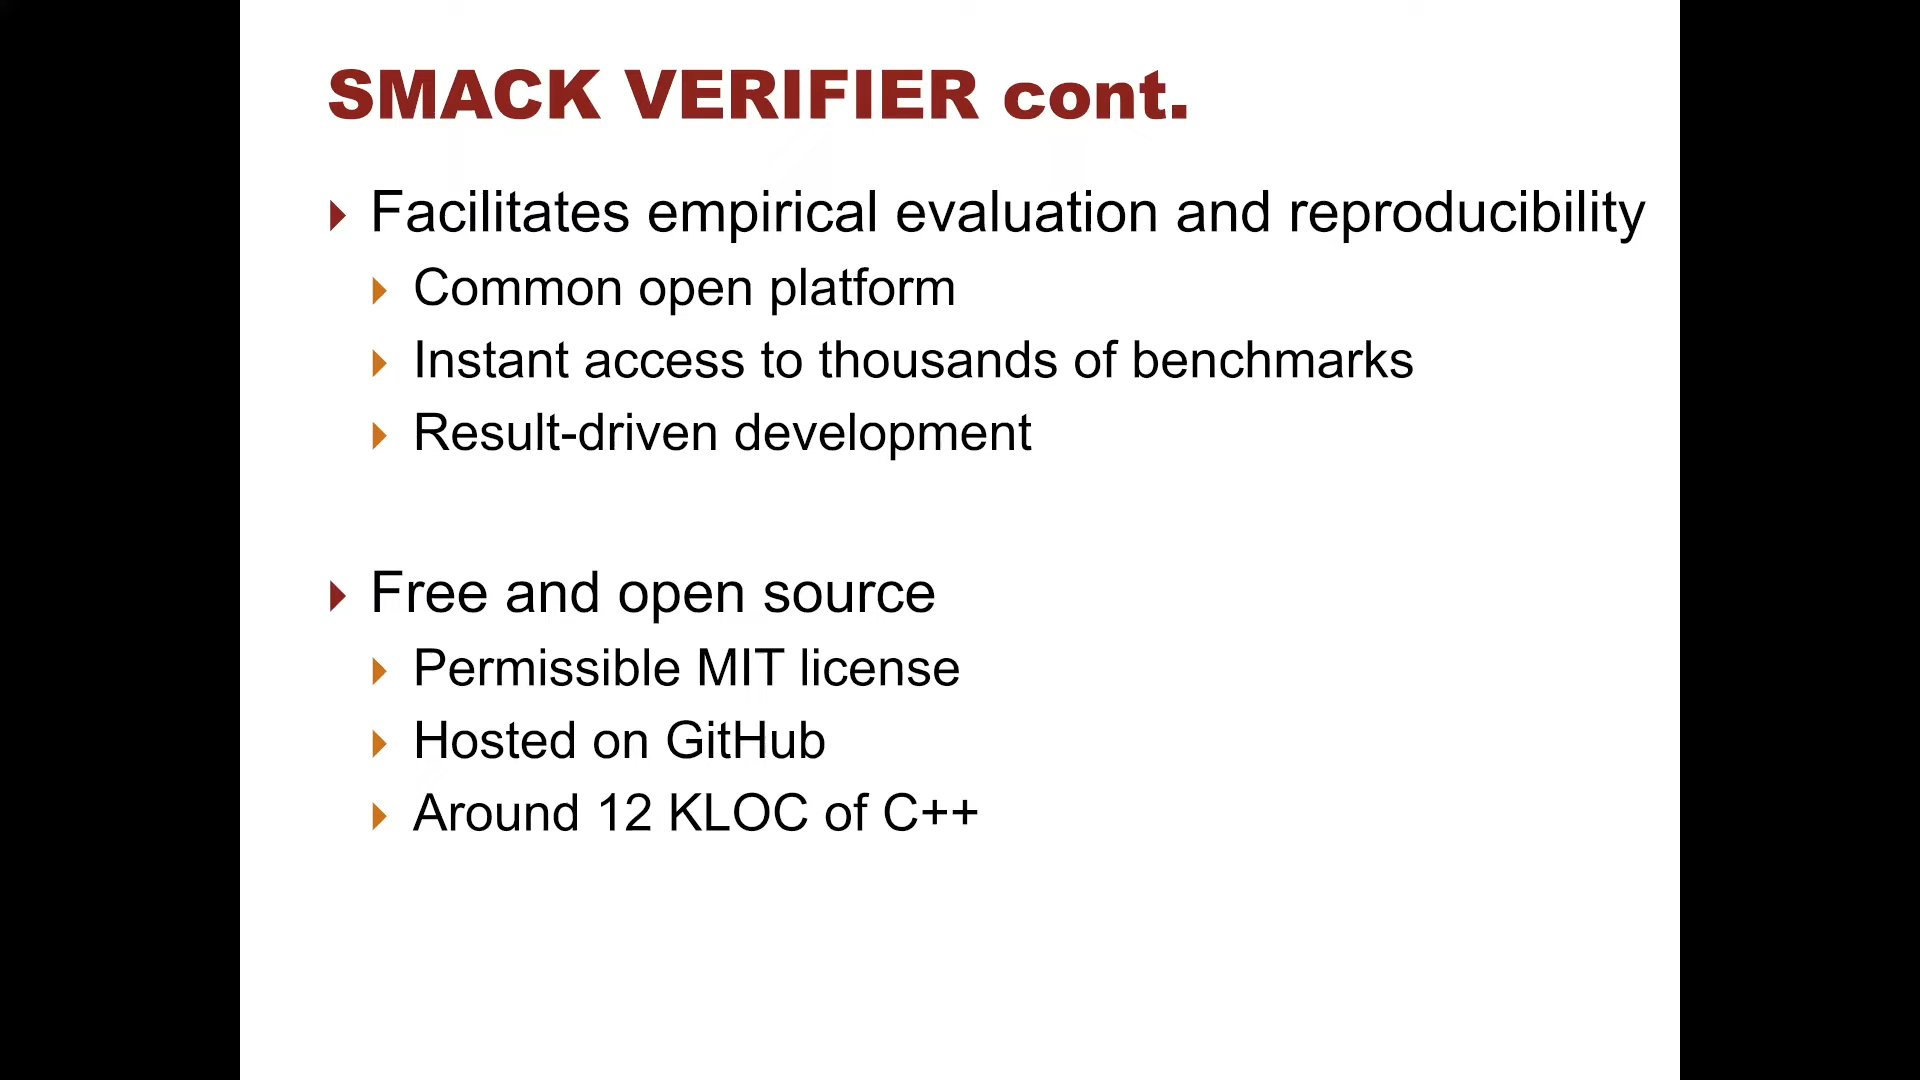 SMACK VERIFIER cont.
Facilitates empirical evaluation and reproducibility
Common open platform
Instant access to thousands of benchmarks
Result-driven development
Free and open source
Permissible MIT license
Hosted on GitHub
Around 12 KLOC of C++